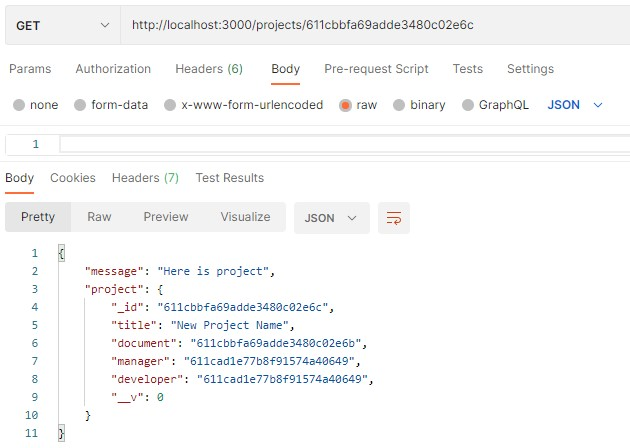 GET http://localhost:3000/projects/611cbbfa69adde3480c02e6c
Params Authorization Headers (6) Body Pre-request Script Tests Settings
none form-data x-www-form-urlencoded raw binary GraphQL JSON
1
Body Cookies Headers (7) Test Results
Pretty Raw Preview Visualize JSON
1 {
2 "message": "Here is project",
3 "project": {
4 "_id": "611cbbfa69adde3480c02e6c",
5 "title": "New Project Name",
6 "document": "611cbbfa69adde3480c02e6b",
7 "manager": "611cad1e77b8f91574a40649",
8 "developer": "611cad1e77b8f91574a40649",
9 "__v": 0
10 }
11 }